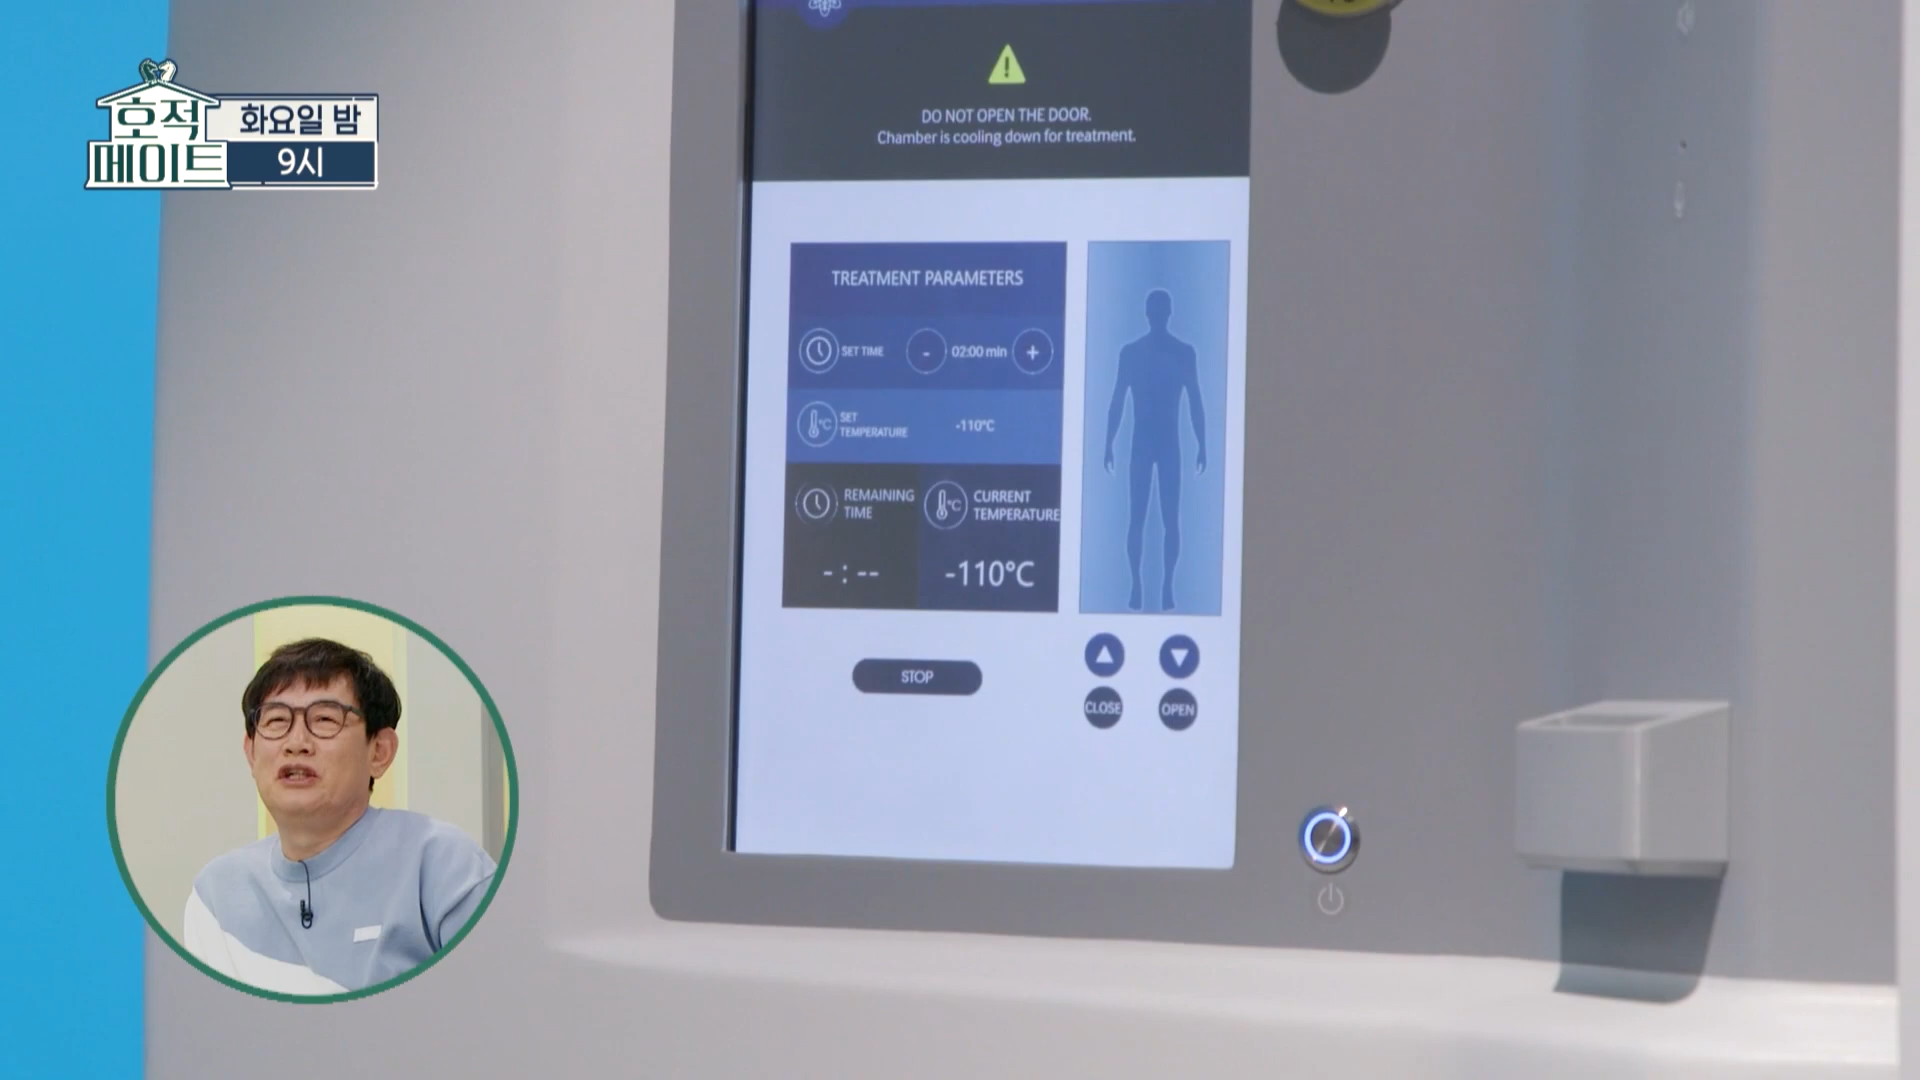 호적
메이트
화요일 밤
9시
DO NOT OPEN THE DOOR.
Chamber is cooling down for treatment.
TREATMENT PARAMETERS
SET TIME
-
02:00 min
+
SET
TEMPERATURE
-110°C
REMAINING
TIME
CURRENT
TEMPERATURE
°C
°C
- : --
-110°C
STOP
CLOSE
OPEN